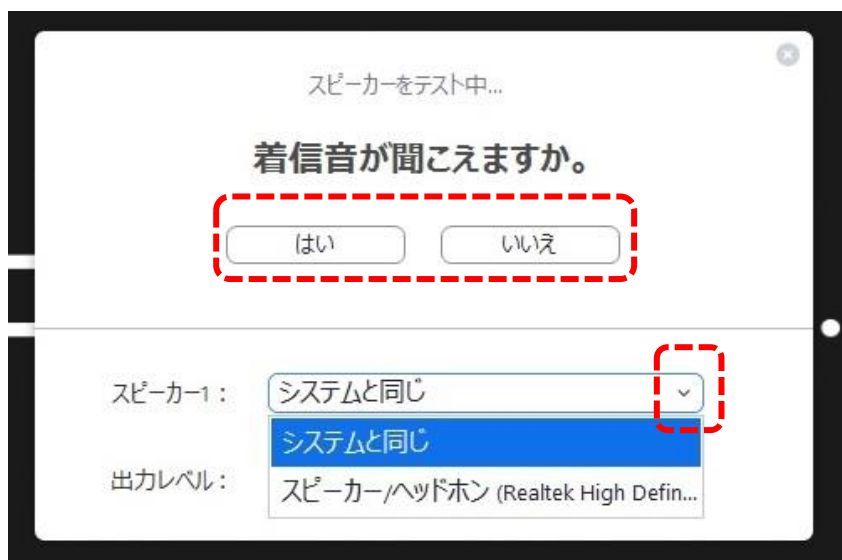 スピーカーをテスト中...
着信音が聞こえますか。
はい いいえ
スピーカー1： システムと同じ
システムと同じ
出力レベル： スピーカー/ヘッドホン (Realtek High Defin...